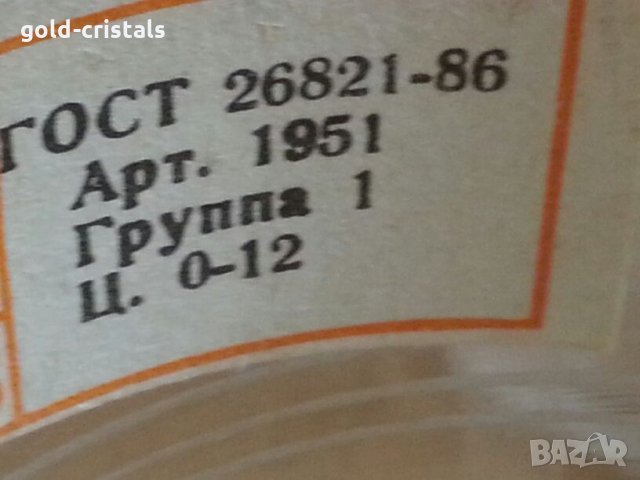 gold-cristals
ГОСТ 26821-86
Арт. 1951
Группа 1
Ц. 0-12
BAZAR